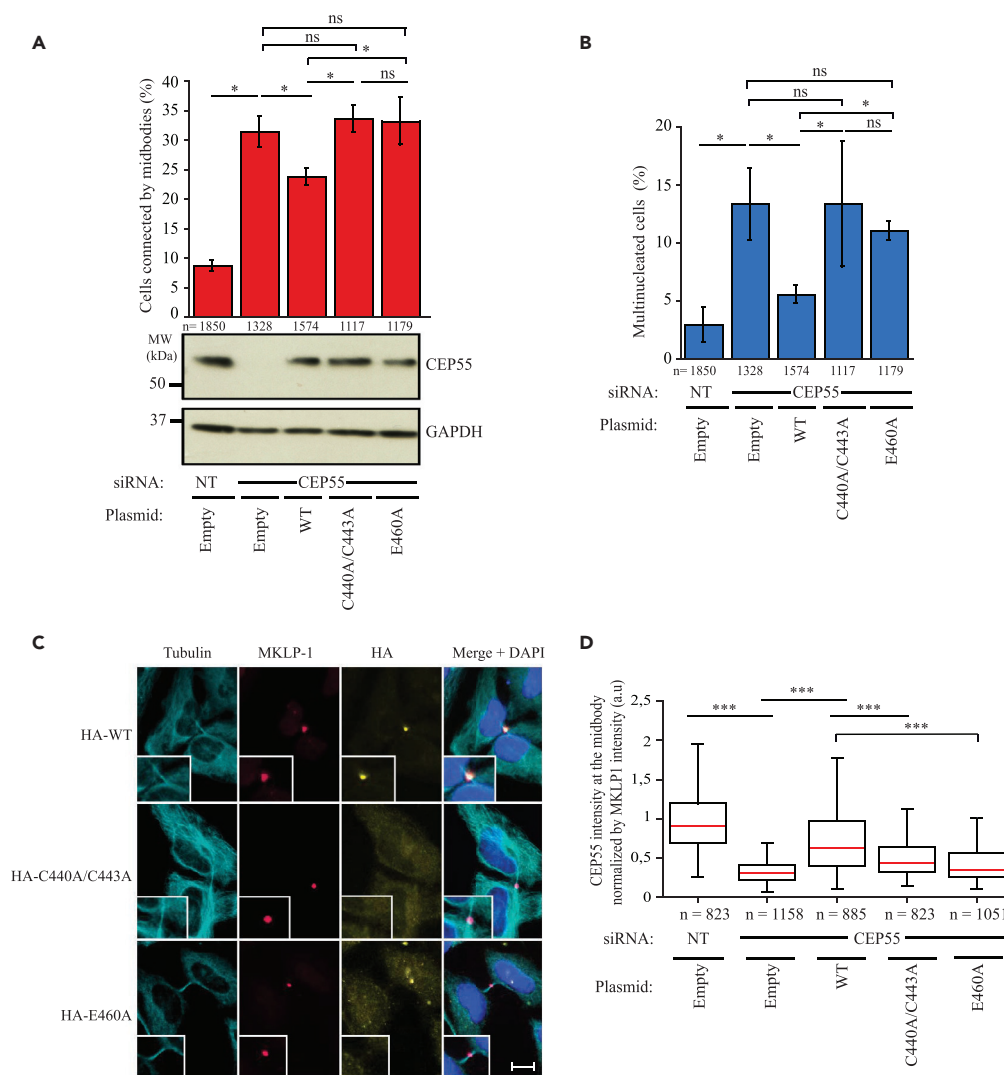 A
ns
ns
*
* * * ns
Cells connected by midbodies (%)
40
35
30
25
20
15
10
5
0
n= 1850 1328 1574 1117 1179
MW
(kDa)
50
CEP55
37
GAPDH
siRNA: NT CEP55
Plasmid: Empty Empty WT C440A/C443A E460A
B
ns
ns
*
* * * ns
Multinucleated cells (%)
20
15
10
5
0
n= 1850 1328 1574 1117 1179
siRNA: NT CEP55
Plasmid: Empty Empty WT C440A/C443A E460A
C
Tubulin MKLP-1 HA Merge + DAPI
HA-WT
HA-C440A/C443A
HA-E460A
D
CEP55 intensity at the midbody
normalized by MKLP1 intensity (a.u)
*** *** ***
***
2,5
2
1,5
1
0,5
0
n = 823 n = 1158 n = 885 n = 823 n = 1051
siRNA: NT CEP55
Plasmid: Empty Empty WT C440A/C443A E460A